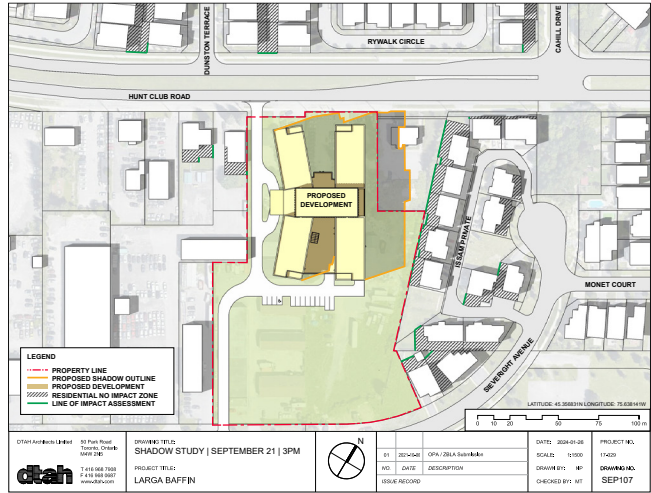 DUNSTON TERRACE
RYWALK CIRCLE
CAHILL DRIVE
HUNT CLUB ROAD
PROPOSED
DEVELOPMENT
ISSAM PRIVATE
MONET COURT
SIEVERIGHT AVENUE
LEGEND
PROPERTY LINE
PROPOSED SHADOW OUTLINE
PROPOSED DEVELOPMENT
RESIDENTIAL NO IMPACT ZONE
LINE OF IMPACT ASSESSMENT
LATITUDE: 45.356831N LONGITUDE: 75.638141W
0 10 20 50 75 100 m
DTAH Architects Limited
50 Park Road
Toronto, Ontario
M4W 2N5
T 416 968 9479
F 416 968 0687
www.dtah.com
dtah
DRAWING TITLE:
SHADOW STUDY | SEPTEMBER 21 | 3PM
PROJECT TITLE:
LARGA BAFFIN
N
01 OPA / ZBLA Submission
NO. DATE DESCRIPTION
ISSUE RECORD
DATE: 2024-01-26
SCALE: 1:1500
DRAWN BY: NP
CHECKED BY: MT
PROJECT NO.
17-029
DRAWING NO.
SEP107